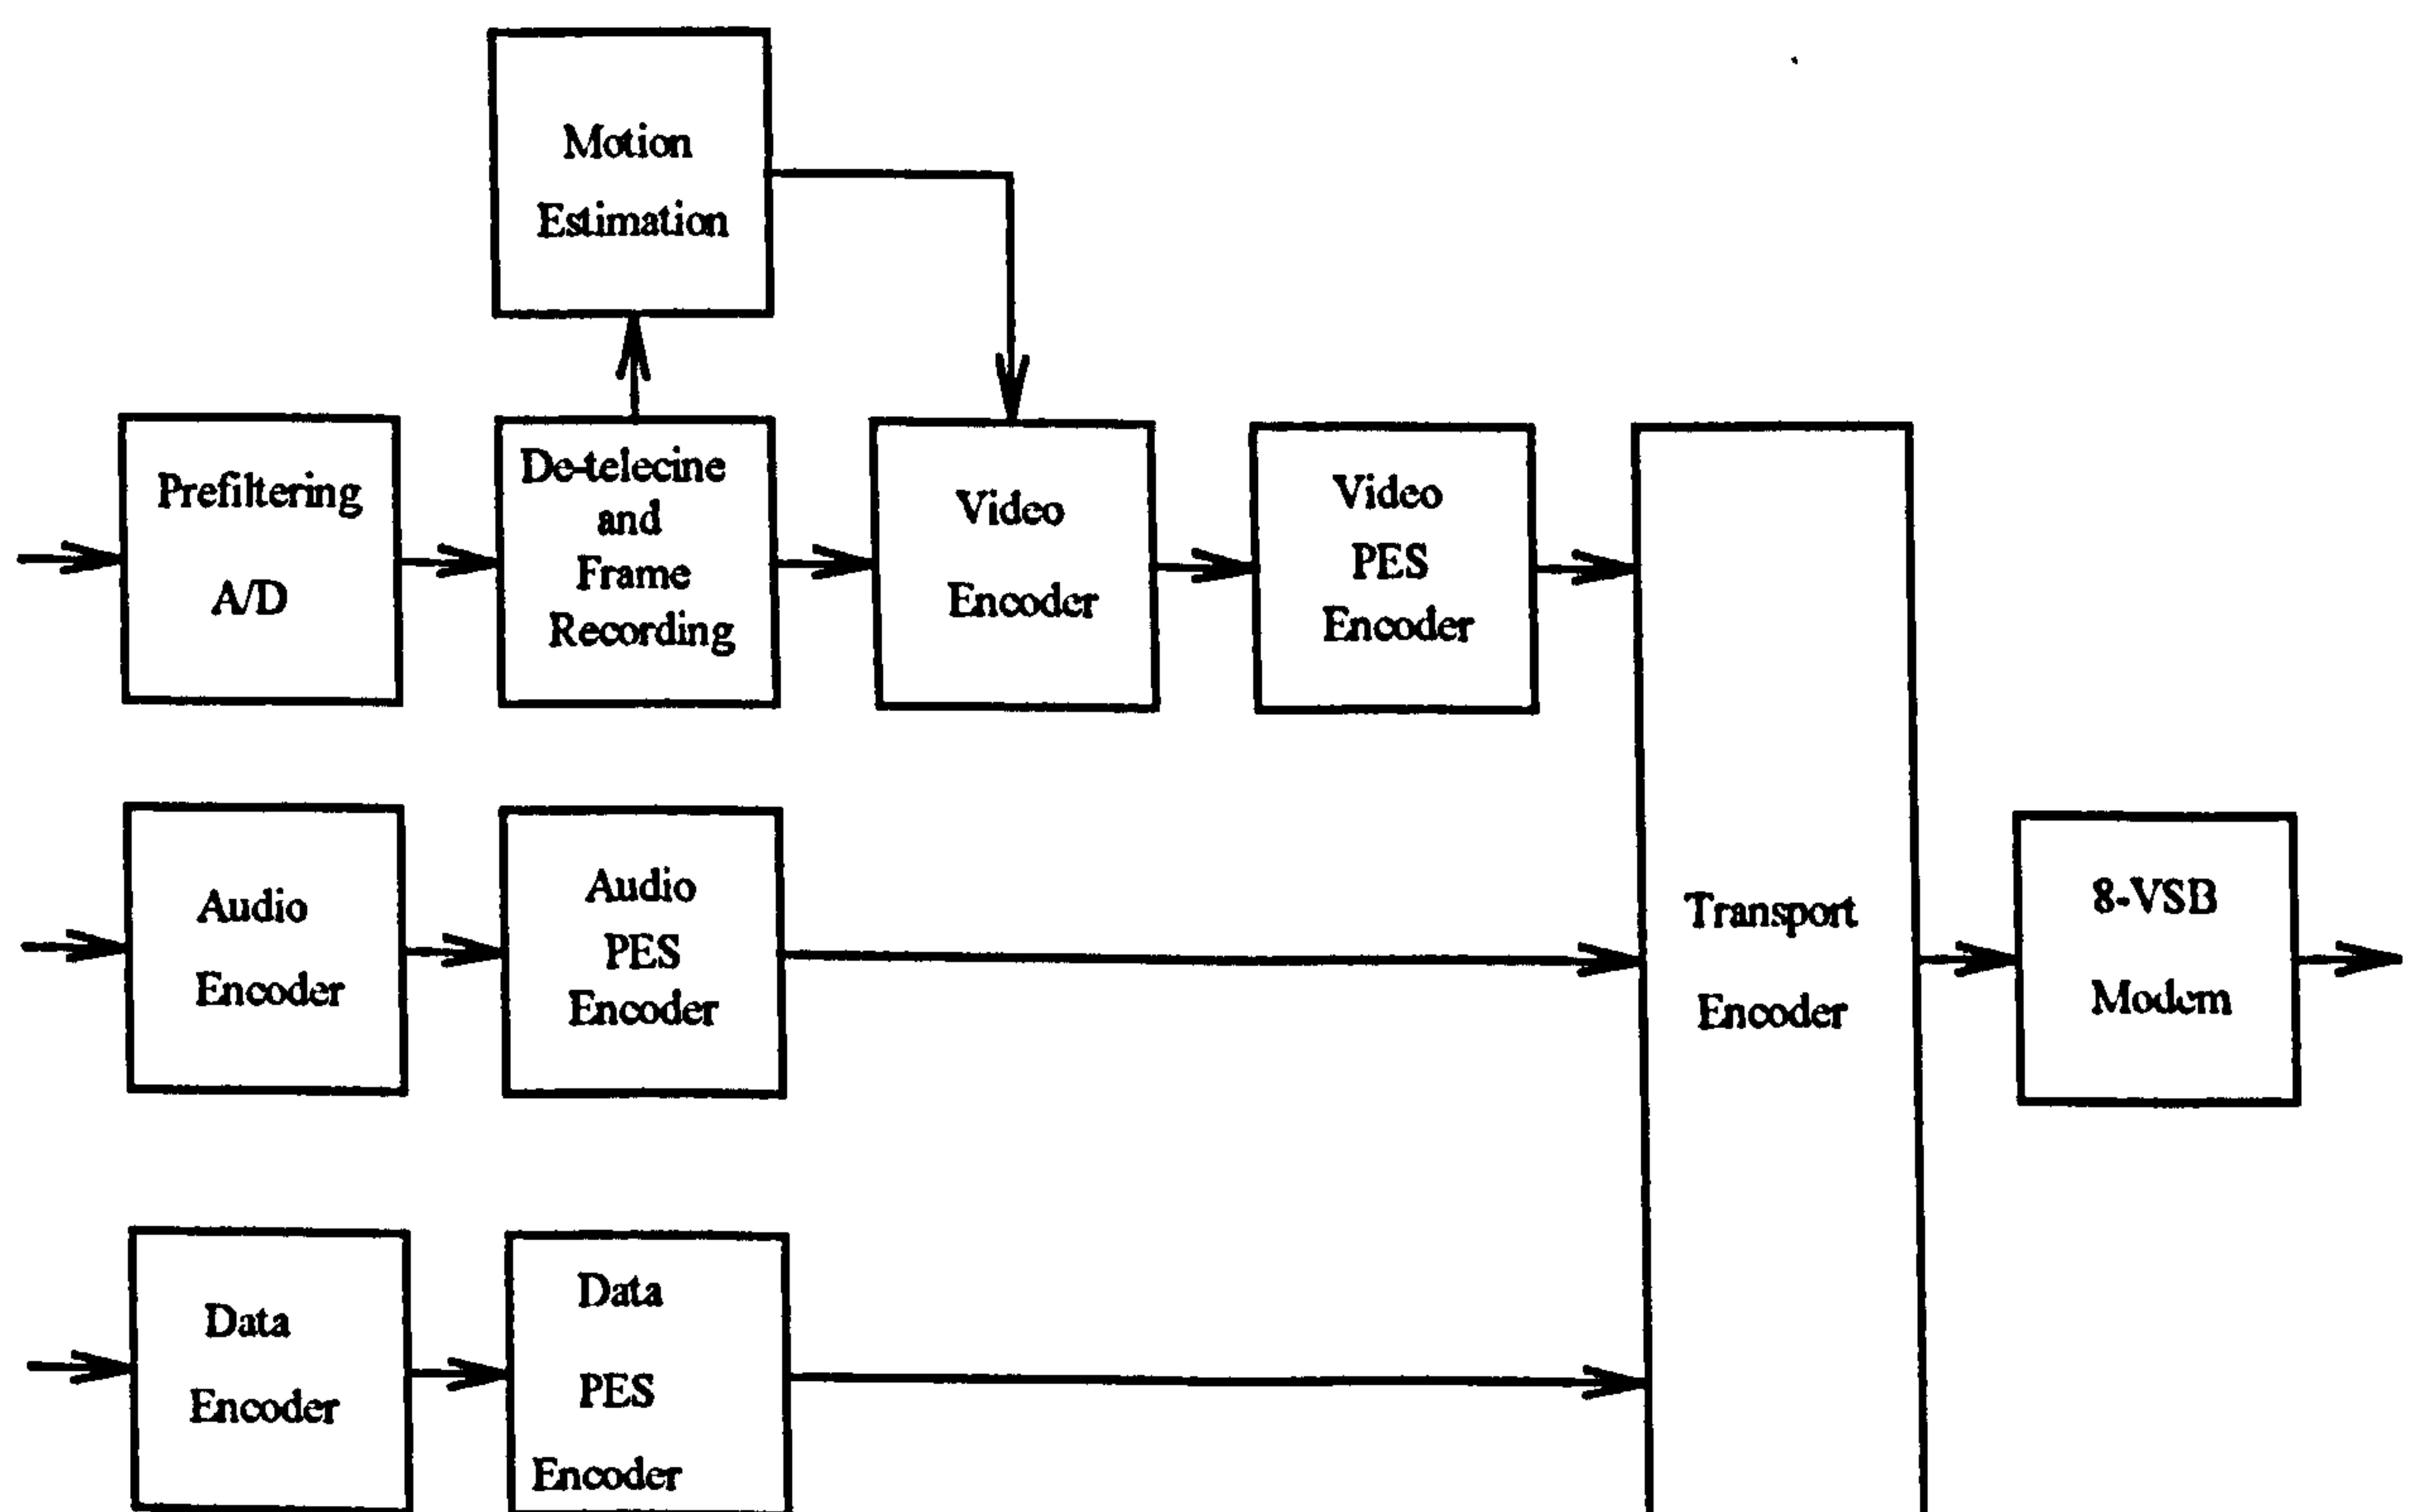 Motion
Estimation
Prefiltering
A/D
De-telecine
and
Frame
Recording
Video
Encoder
Video
PES
Encoder
Audio
Encoder
Audio
PES
Encoder
Transport
Encoder
8-VSB
Modem
Data
Encoder
Data
PES
Encoder